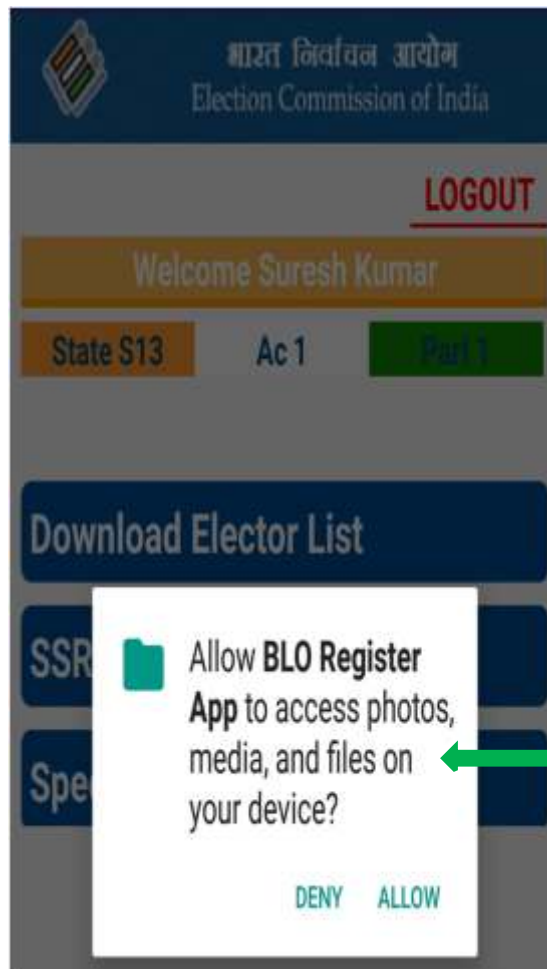 भारत निर्वाचन आयोग
Election Commission of India
LOGOUT
Welcome Suresh Kumar
State S13 Ac 1 Part 1
Download Elector List
SSR
Spe
Allow BLO Register
App to access photos,
media, and files on
your device?
DENY ALLOW